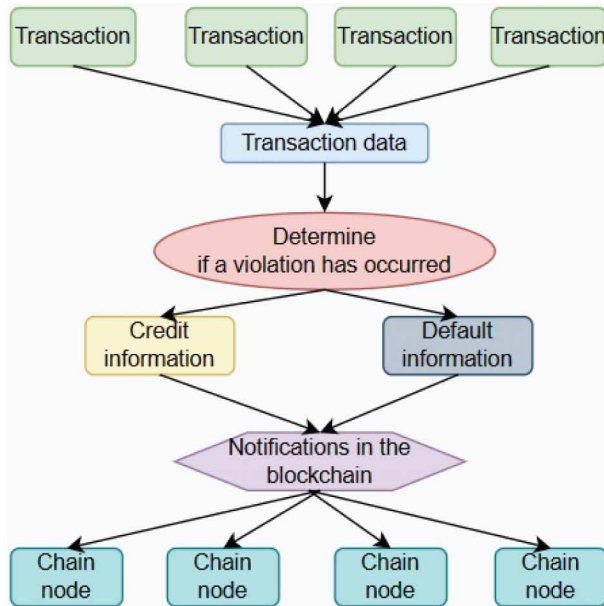 Transaction
Transaction
Transaction
Transaction
Transaction data
Determine
if a violation has occurred
Credit
information
Default
information
Notifications in the
blockchain
Chain
node
Chain
node
Chain
node
Chain
node